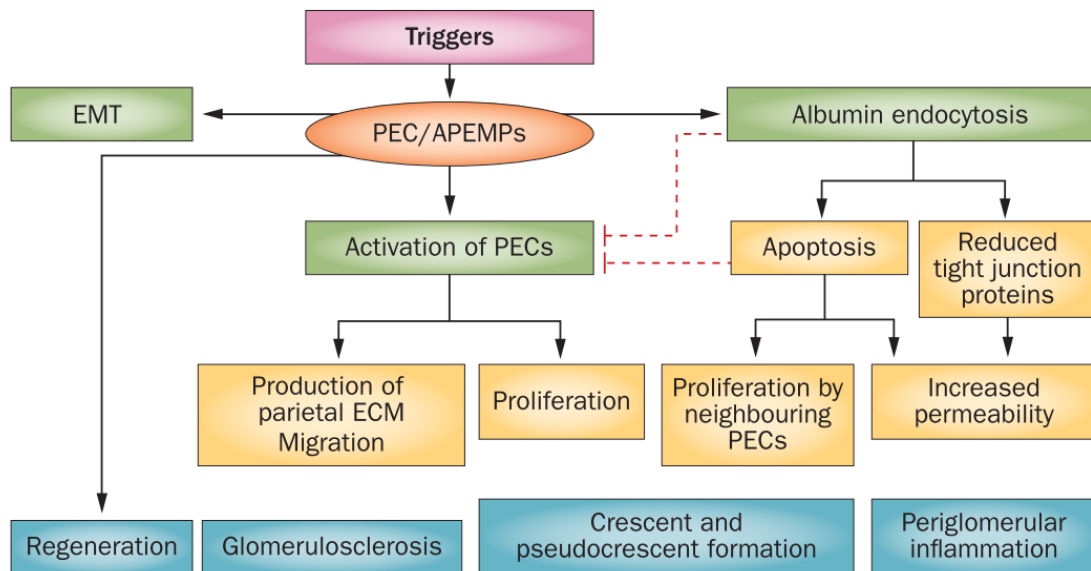 Triggers
EMT
PEC/APEMPs
Albumin endocytosis
Activation of PECs
Apoptosis
Reduced
tight junction
proteins
Production of
parietal ECM
Migration
Proliferation
Proliferation by
neighbouring
PECs
Increased
permeability
Regeneration
Glomerulosclerosis
Crescent and
pseudocrescent formation
Periglomerular
inflammation